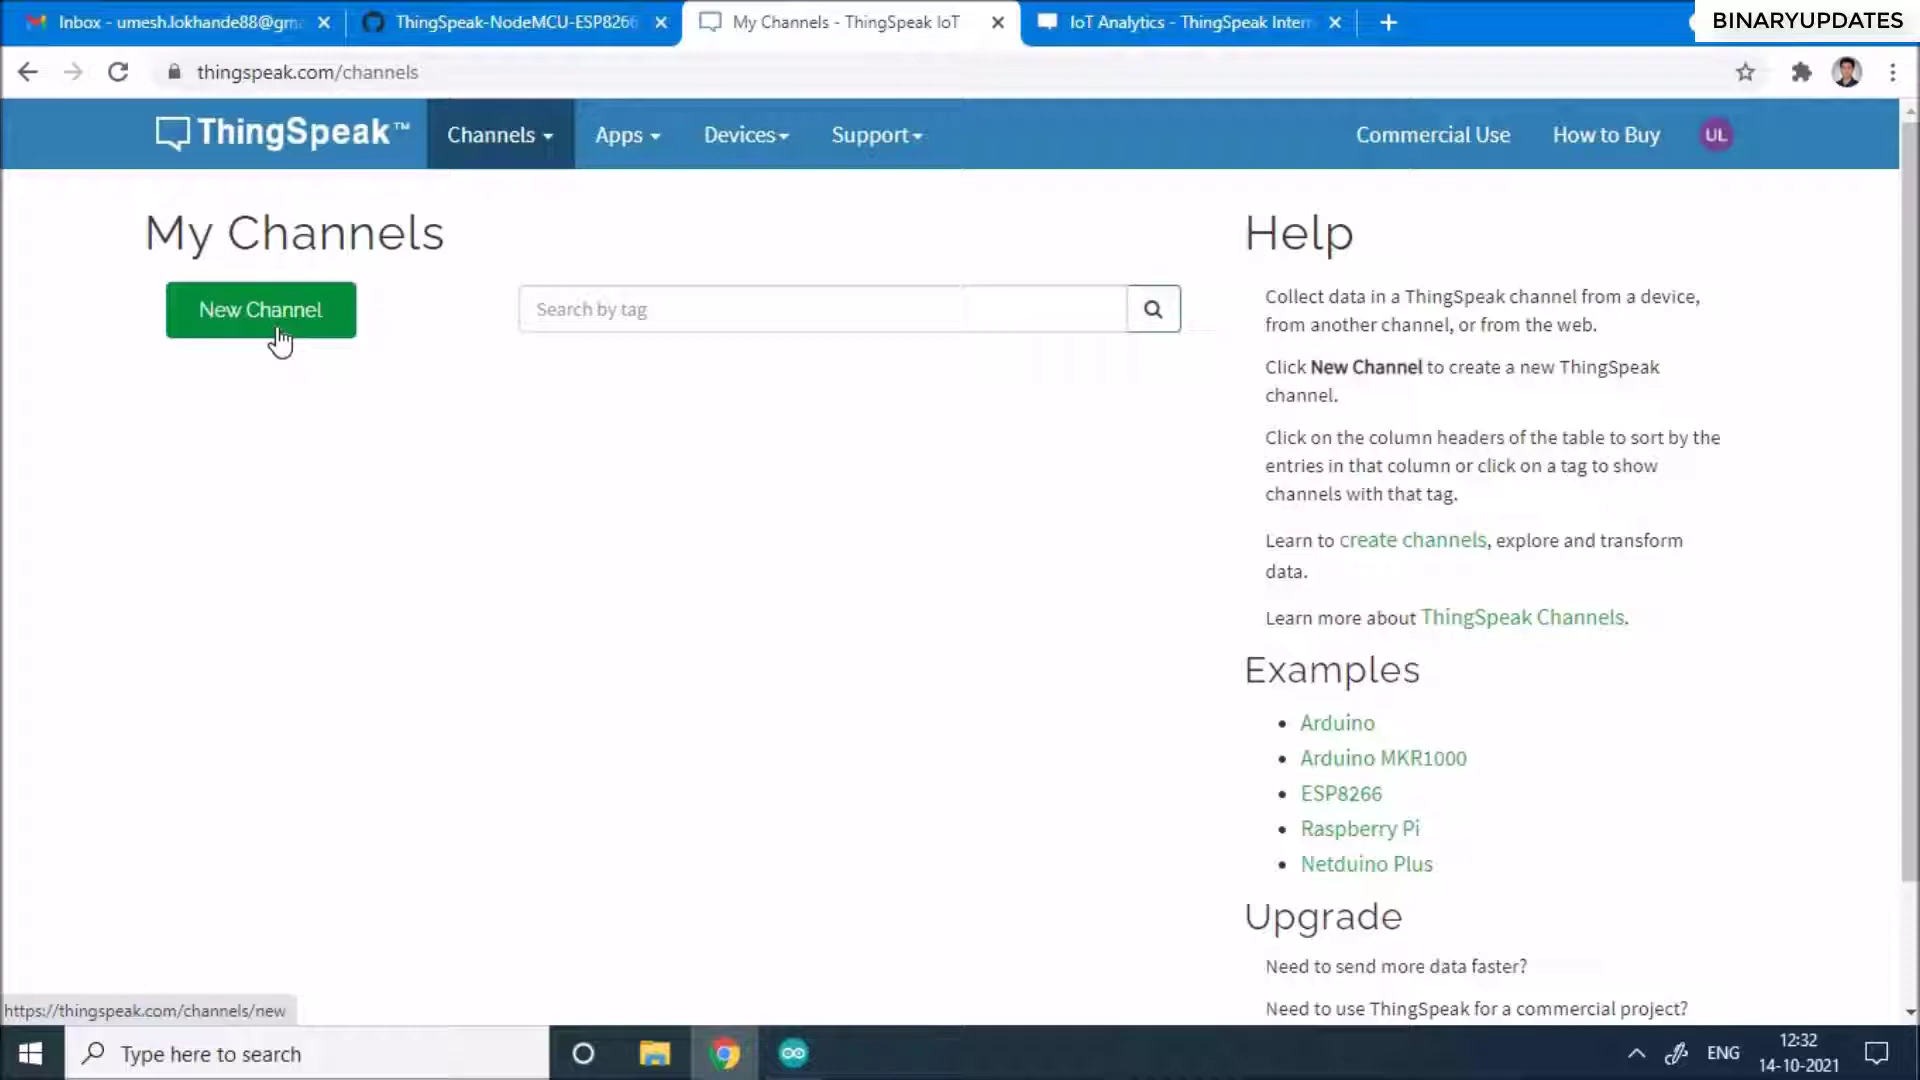 Inbox - umesh.lokhande88@gm
ThingSpeak-NodeMCU-ESP8266
My Channels - ThingSpeak IoT
IoT Analytics - ThingSpeak Intern
BINARYUPDATES
thingspeak.com/channels
ThingSpeak™
Channels
Apps
Devices
Support
Commercial Use
How to Buy
UL
My Channels
New Channel
Search by tag
Help
Collect data in a ThingSpeak channel from a device,
from another channel, or from the web.
Click New Channel to create a new ThingSpeak
channel.
Click on the column headers of the table to sort by the
entries in that column or click on a tag to show
channels with that tag.
Learn to create channels, explore and transform
data.
Learn more about ThingSpeak Channels.
Examples
Arduino
Arduino MKR1000
ESP8266
Raspberry Pi
Netduino Plus
Upgrade
Need to send more data faster?
Need to use ThingSpeak for a commercial project?
https://thingspeak.com/channels/new
Type here to search
ENG
12:32
14-10-2021